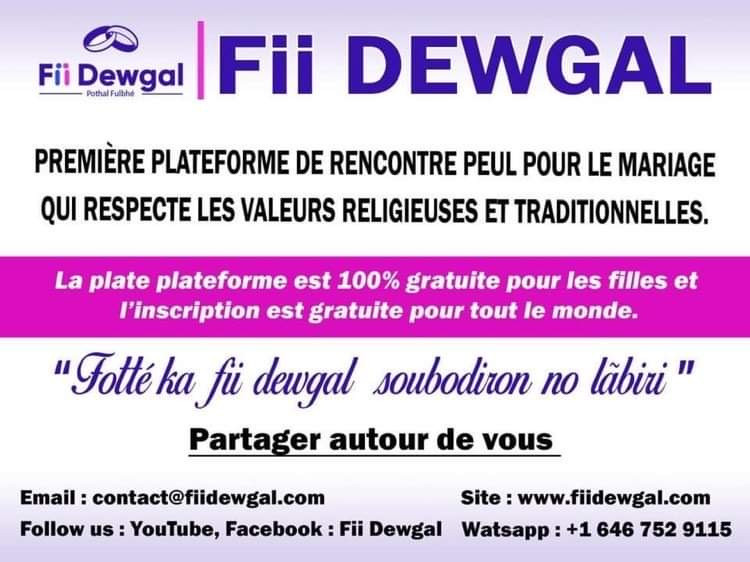 Fii Dewgal
Pothal Fulbhé
Fii DEWGAL
PREMIÈRE PLATEFORME DE RENCONTRE PEUL POUR LE MARIAGE
QUI RESPECTE LES VALEURS RELIGIEUSES ET TRADITIONNELLES.
La plate plateforme est 100% gratuite pour les filles et
l’inscription est gratuite pour tout le monde.
"Fotté ka fii dewgal soubodiron no lãbiri"
Partager autour de vous
Email : contact@fiidewgal.com
Site : www.fiidewgal.com
Follow us : YouTube, Facebook : Fii Dewgal
Watsapp : +1 646 752 9115